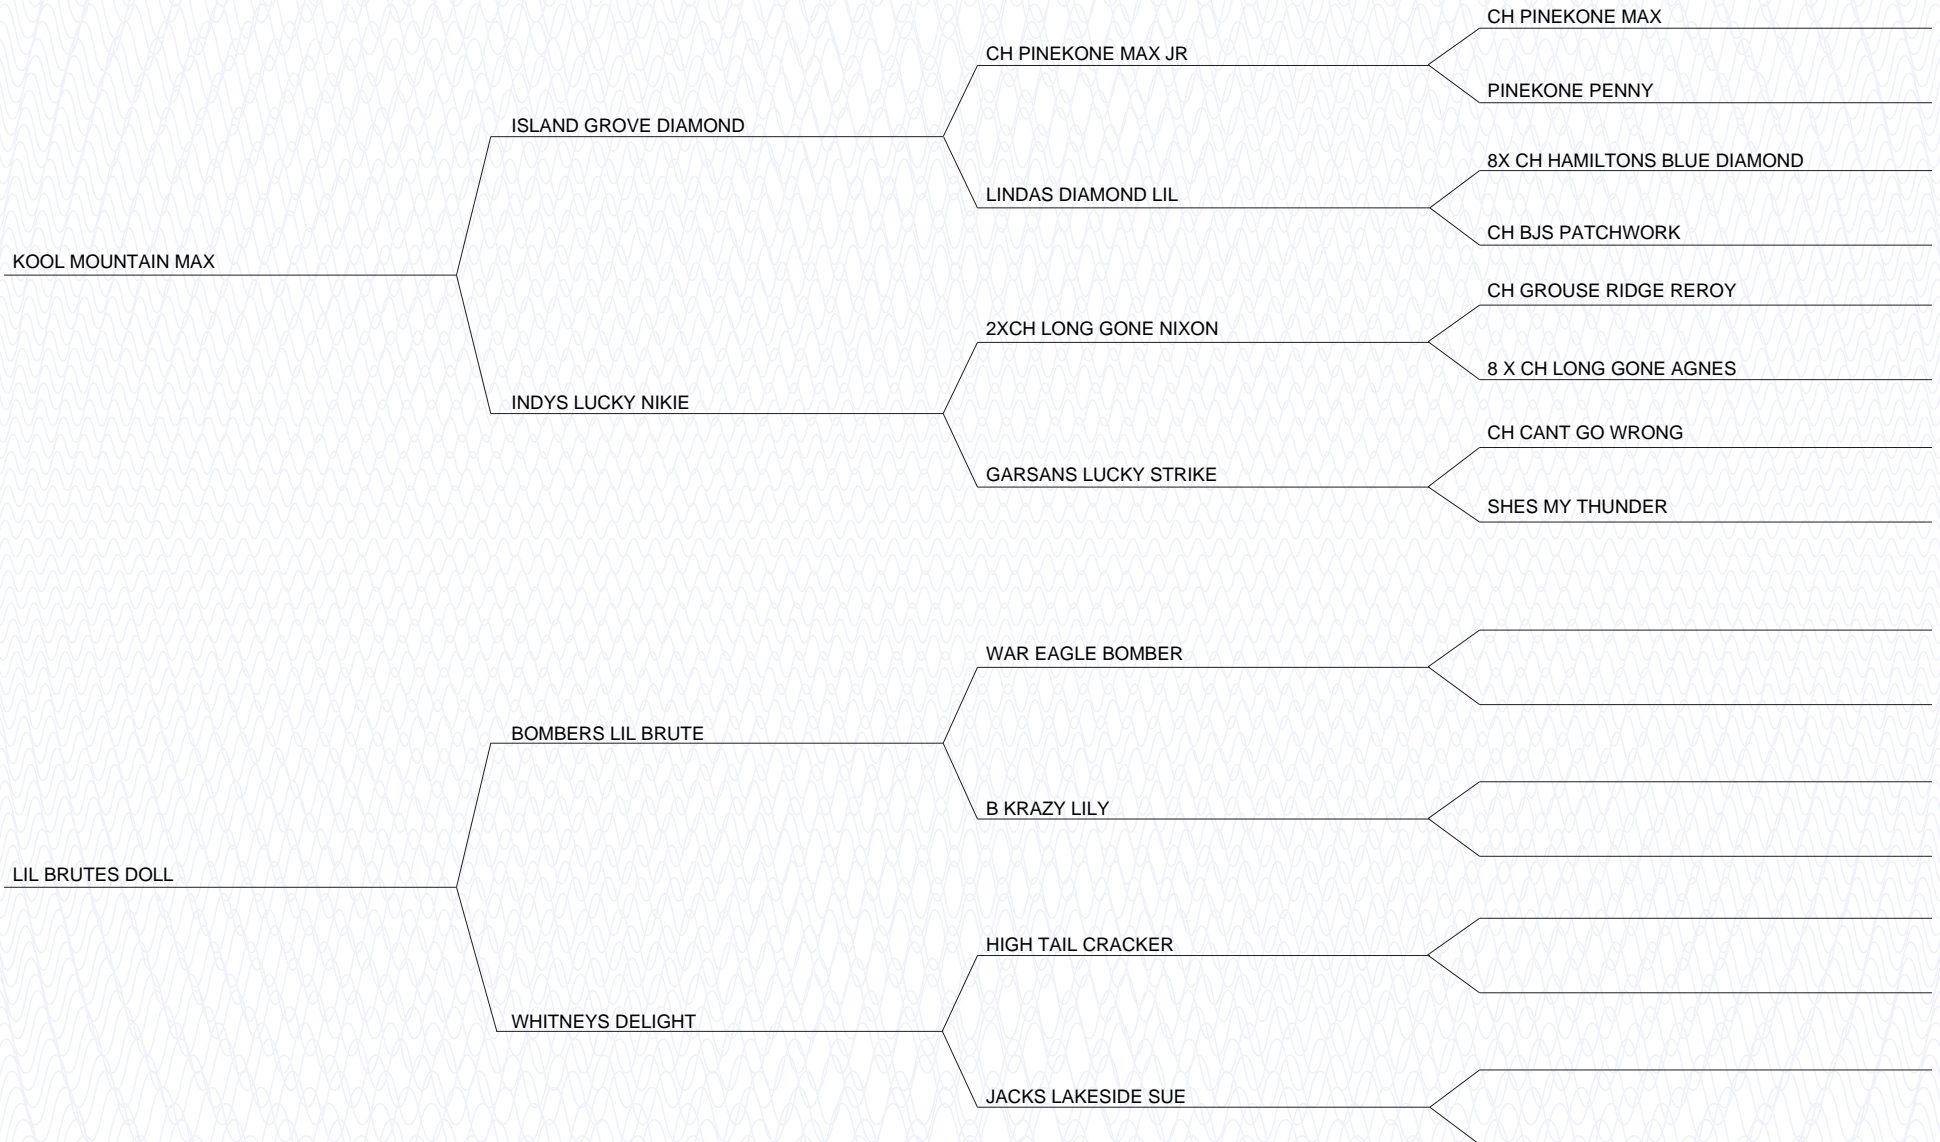 CH PINEKONE MAX
CH PINEKONE MAX JR
PINEKONE PENNY
ISLAND GROVE DIAMOND
8X CH HAMILTONS BLUE DIAMOND
LINDAS DIAMOND LIL
CH BJS PATCHWORK
KOOL MOUNTAIN MAX
CH GROUSE RIDGE REROY
2XCH LONG GONE NIXON
8 X CH LONG GONE AGNES
INDYS LUCKY NIKIE
CH CANT GO WRONG
GARSANS LUCKY STRIKE
SHES MY THUNDER
WAR EAGLE BOMBER
BOMBERS LIL BRUTE
B KRAZY LILY
LIL BRUTES DOLL
HIGH TAIL CRACKER
WHITNEYS DELIGHT
JACKS LAKESIDE SUE